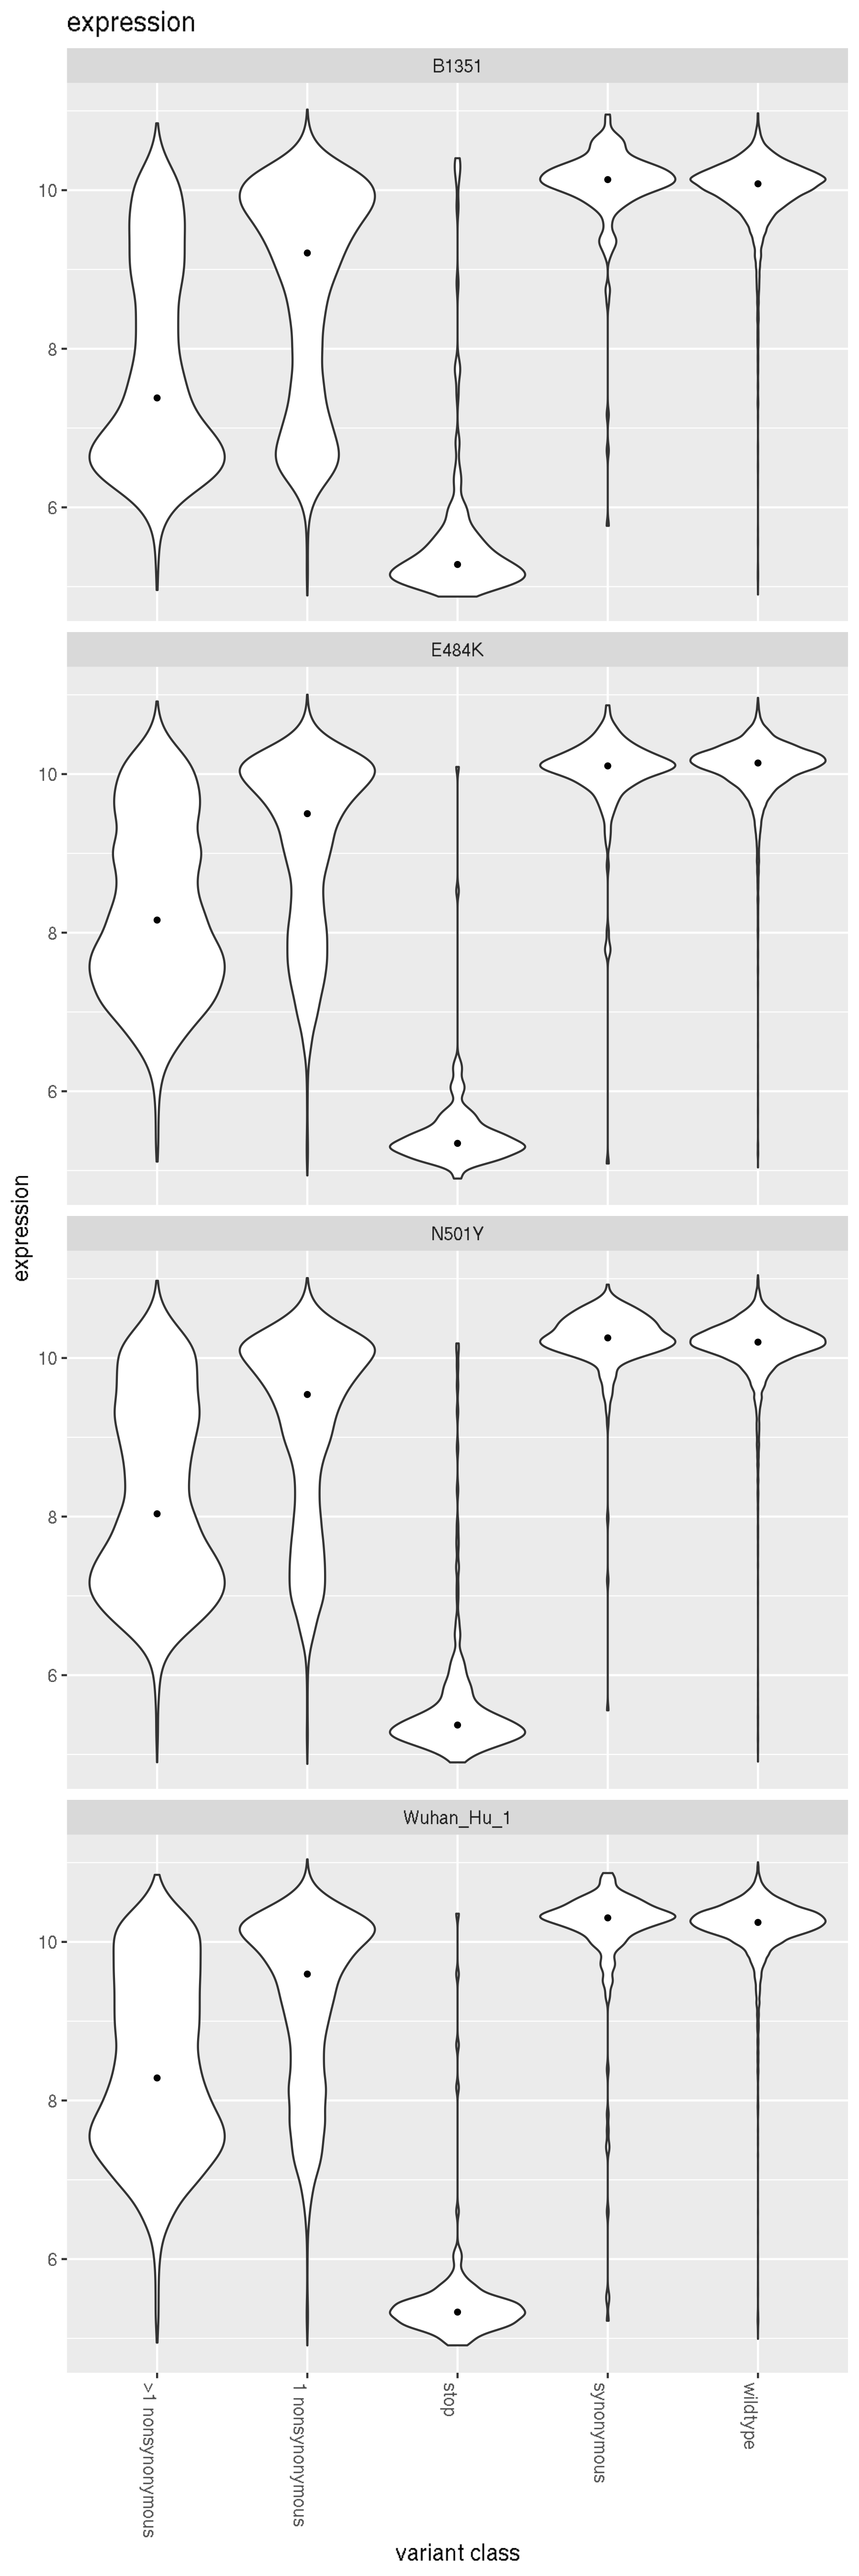 expression
B1351
10
8
6
E484K
10
8
6
expression
N501Y
10
8
6
Wuhan_Hu_1
10
8
6
>1 nonsynonymous
1 nonsynonymous
stop
synonymous
wildtype
variant class